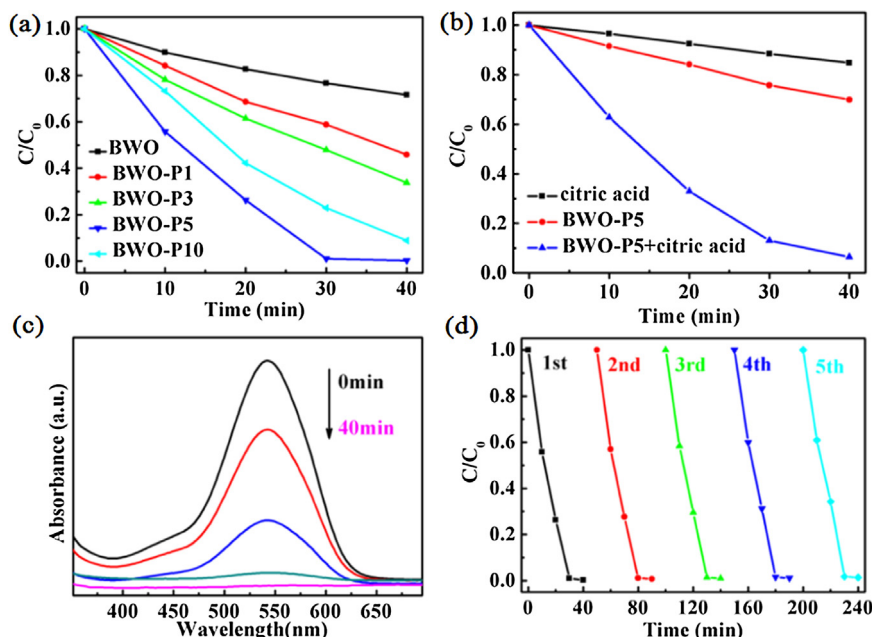 (a)
1.0
0.8
0.6
0.4
0.2
0.0
C/C₀
BWO
BWO-P1
BWO-P3
BWO-P5
BWO-P10
0 10 20 30 40
Time (min)
(b)
1.0
0.8
0.6
0.4
0.2
0.0
C/C₀
citric acid
BWO-P5
BWO-P5+citric acid
0 10 20 30 40
Time (min)
(c)
Absorbance (a.u.)
0min
40min
400 450 500 550 600 650
Wavelength(nm)
(d)
1.0
0.8
0.6
0.4
0.2
0.0
C/C₀
1st 2nd 3rd 4th 5th
0 40 80 120 160 200 240
Time (min)